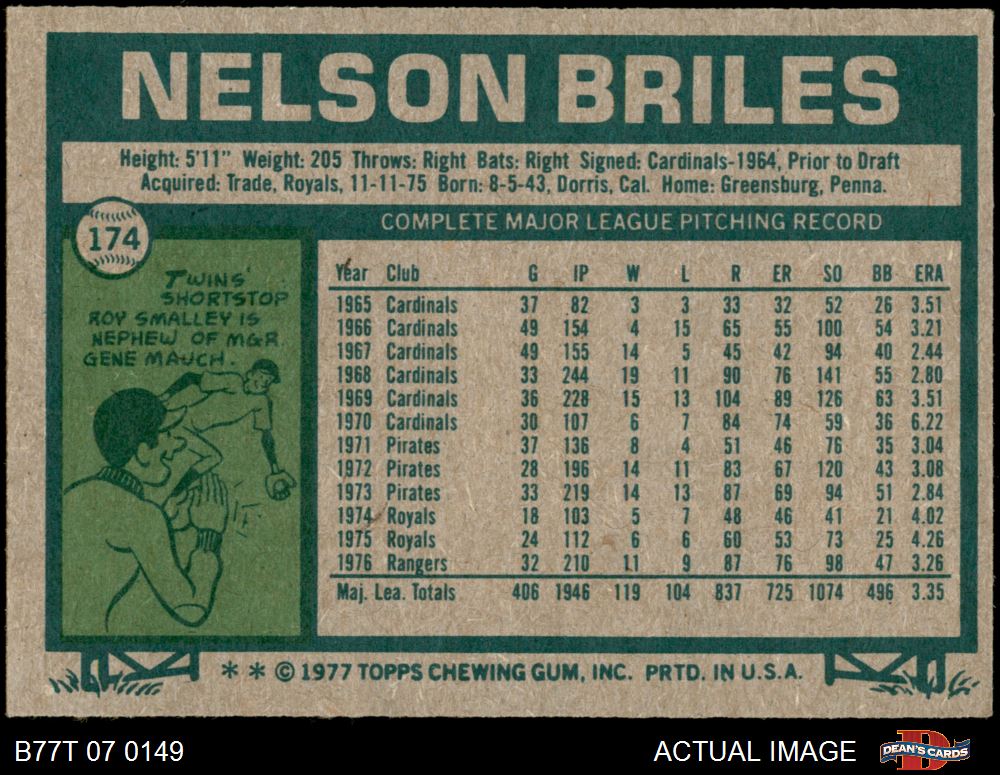 NELSON BRILES
Height: 5'11" Weight: 205 Throws: Right Bats: Right Signed: Cardinals-1964, Prior to Draft
Acquired: Trade, Royals, 11-11-75 Born: 8-5-43, Dorris, Cal. Home: Greensburg, Penna.
174
TWINS'
SHORTSTOP
ROY SMALLEY IS
NEPHEW OF MGR.
GENE MAUCH.
COMPLETE MAJOR LEAGUE PITCHING RECORD
Year Club G IP W L R ER SO BB ERA
1965 Cardinals 37 82 3 3 33 32 52 26 3.51
1966 Cardinals 49 154 4 15 65 55 100 54 3.21
1967 Cardinals 49 155 14 5 45 42 94 40 2.44
1968 Cardinals 33 244 19 11 90 76 141 55 2.80
1969 Cardinals 36 228 15 13 104 89 126 63 3.51
1970 Cardinals 30 107 6 7 84 74 59 36 6.22
1971 Pirates 37 136 8 4 51 46 76 35 3.04
1972 Pirates 28 196 14 11 83 67 120 43 3.08
1973 Pirates 33 219 14 13 87 69 94 51 2.84
1974 Royals 18 103 5 7 48 46 41 21 4.02
1975 Royals 24 112 6 6 60 53 73 25 4.26
1976 Rangers 32 210 11 9 87 76 98 47 3.26
Maj. Lea. Totals 406 1946 119 104 837 725 1074 496 3.35
* * © 1977 TOPPS CHEWING GUM, INC. PRTD. IN U.S.A.
B77T 07 0149
ACTUAL IMAGE
DEAN'S CARDS